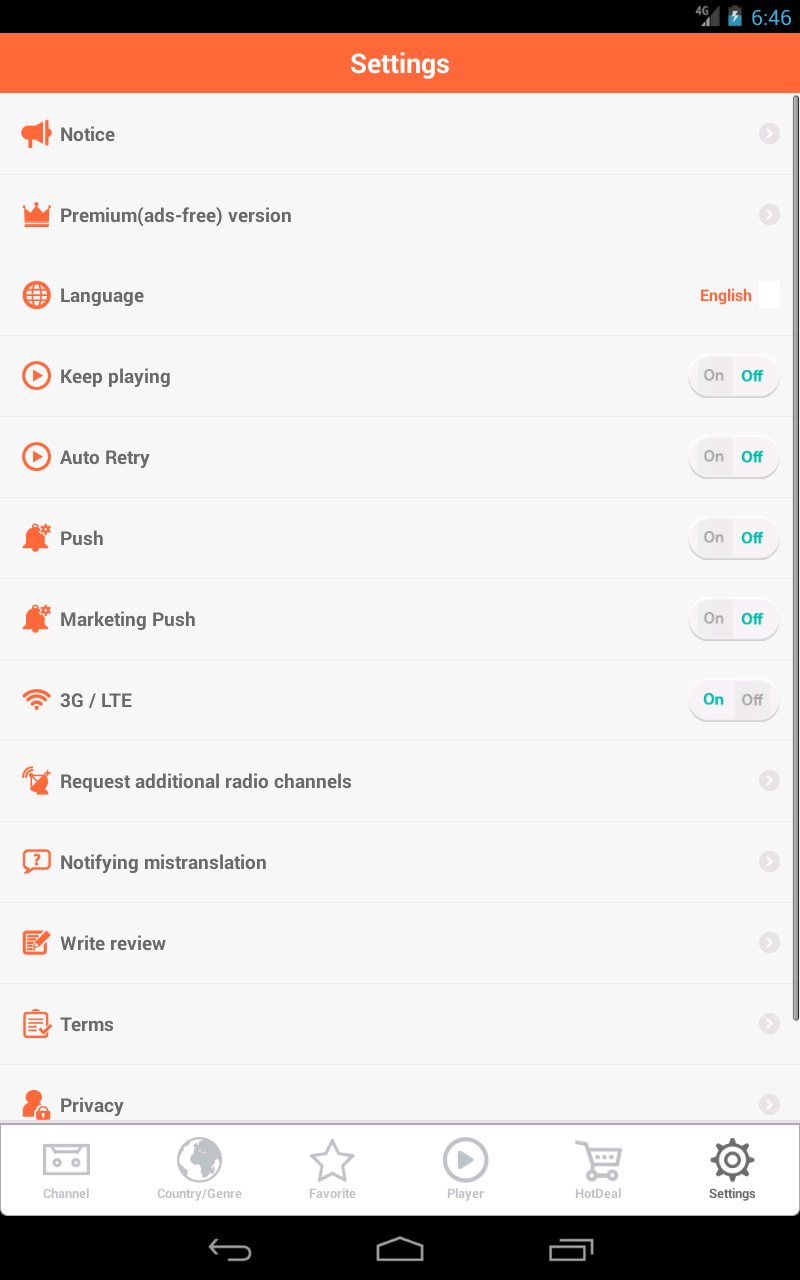 4G 6:46
Settings
Notice
Premium(ads-free) version
Language English
Keep playing On Off
Auto Retry On Off
Push On Off
Marketing Push On Off
3G / LTE On Off
Request additional radio channels
Notifying mistranslation
Write review
Terms
Privacy
Channel Country/Genre Favorite Player HotDeal Settings